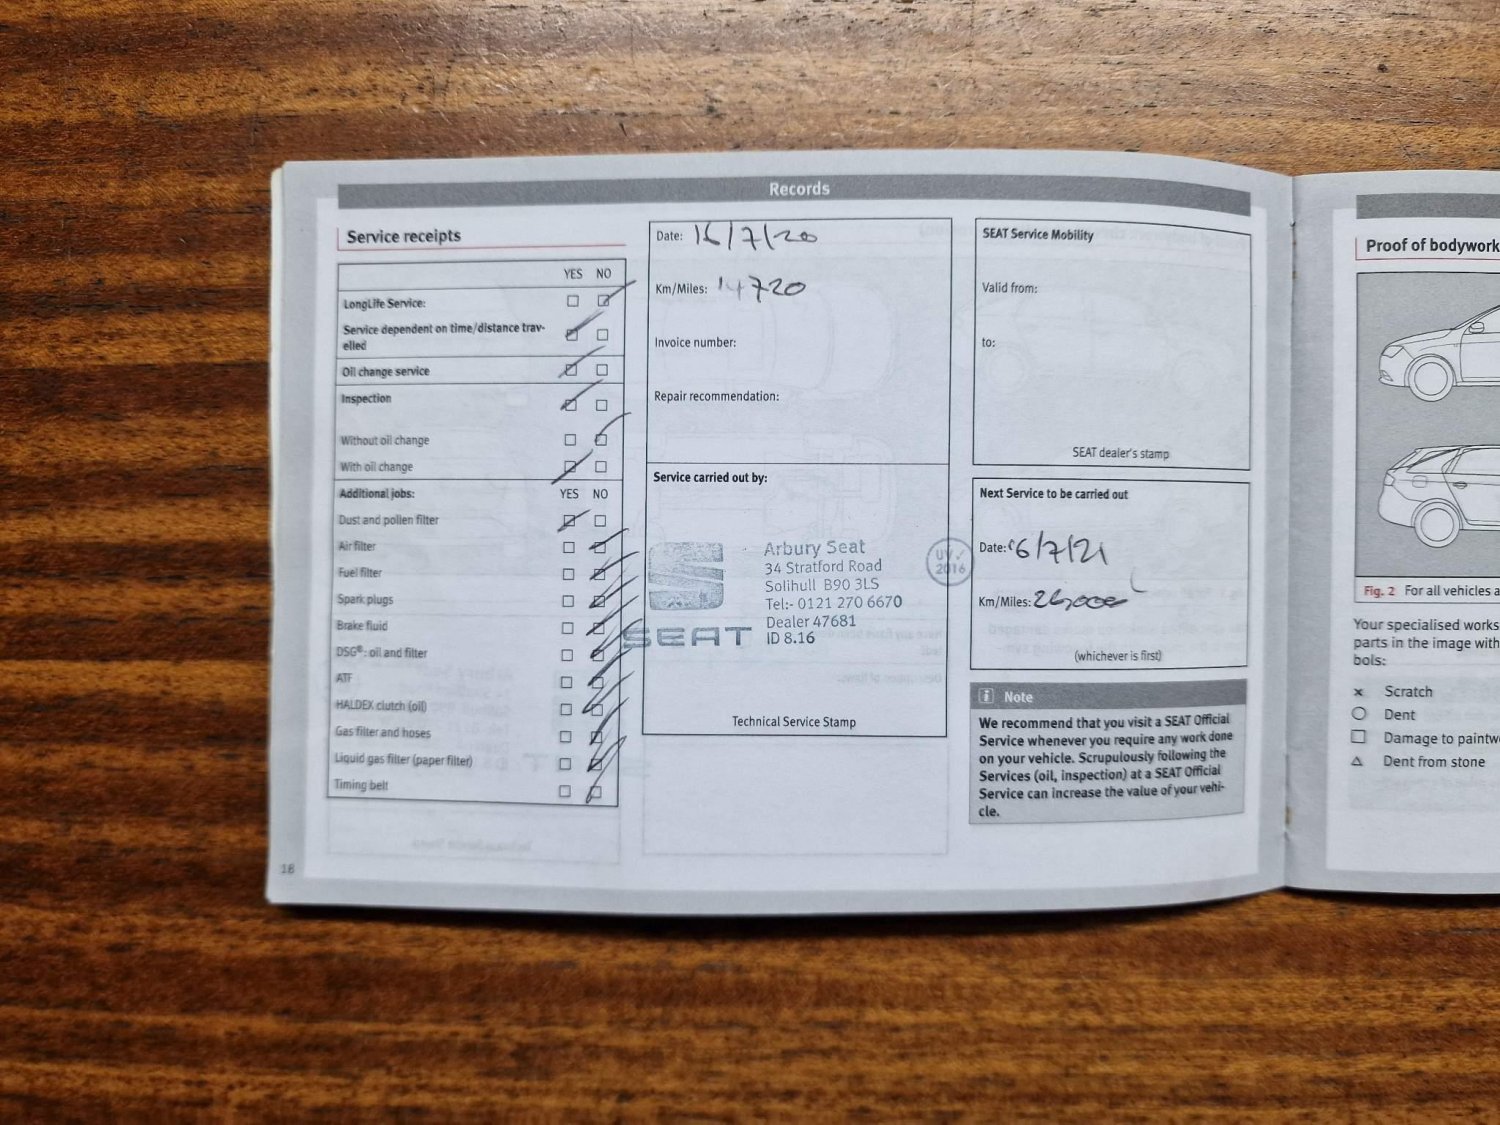 Records
Service receipts
YES NO
LongLife Service:
Service dependent on time/distance trav-
elled
Oil change service
Inspection
Without oil change
With oil change
Additional jobs: YES NO
Dust and pollen filter
Air filter
Fuel filter
Spark plugs
Brake fluid
DSG®: oil and filter
ATF
HALDEX clutch (oil)
Gas filter and hoses
Liquid gas filter (paper filter)
Timing belt
18
Date: 16/7/20
Km/Miles: 14720
Invoice number:
Repair recommendation:
Service carried out by:
SEAT
Arbury Seat
34 Stratford Road
Solihull B90 3LS
Tel:- 0121 270 6670
Dealer 47681
ID 8.16
UV ✓
2016
Technical Service Stamp
SEAT Service Mobility
Valid from:
to:
SEAT dealer's stamp
Next Service to be carried out
Date: 16/7/21
Km/Miles:
(whichever is first)
i Note
We recommend that you visit a SEAT Official
Service whenever you require any work done
on your vehicle. Scrupulously following the
Services (oil, inspection) at a SEAT Official
Service can increase the value of your vehi-
cle.
Proof of bodywork
Fig. 2 For all vehicles
Your specialised works
parts in the image with
bols:
x Scratch
Dent
Damage to paintw
Dent from stone